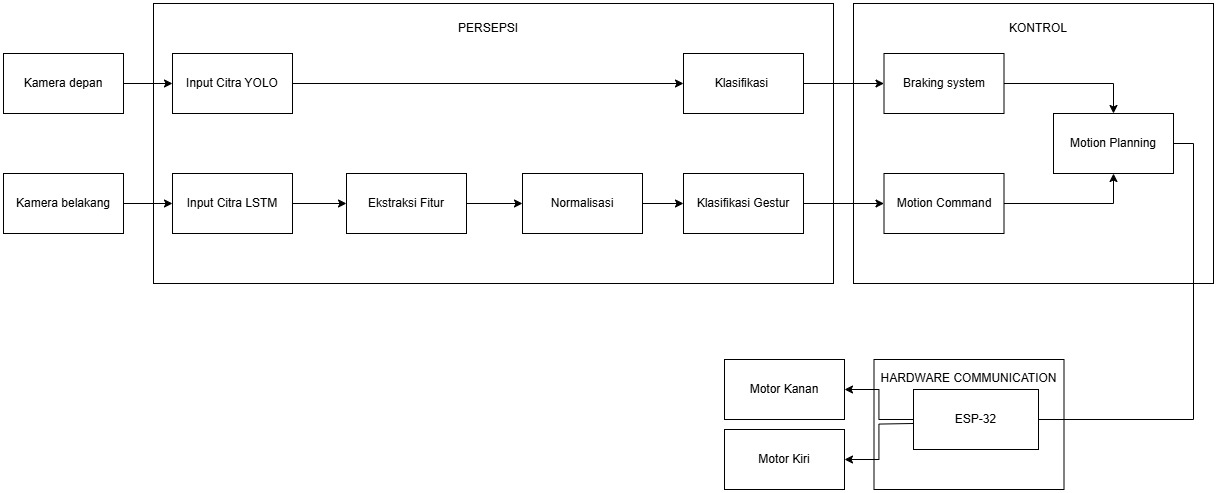 PERSEPSI
KONTROL
Kamera depan
Input Citra YOLO
Klasifikasi
Braking system
Motion Planning
Kamera belakang
Input Citra LSTM
Ekstraksi Fitur
Normalisasi
Klasifikasi Gestur
Motion Command
HARDWARE COMMUNICATION
Motor Kanan
ESP-32
Motor Kiri